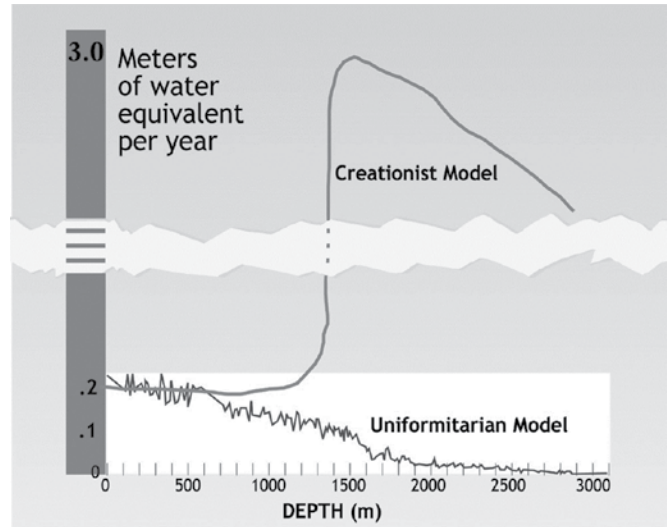 3.0
Meters
of water
equivalent
per year
Creationist Model
.2
.1
0
Uniformitarian Model
0 500 1000 1500 2000 2500 3000
DEPTH (m)